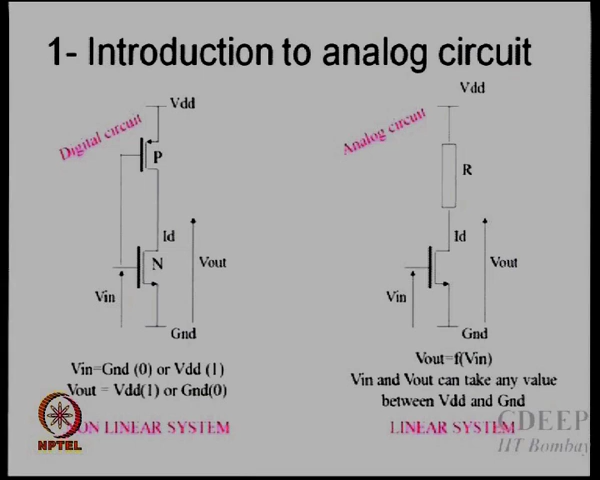 1- Introduction to analog circuit
Digital circuit
Vdd
P
Id
N
Vout
Vin
Gnd
Vin=Gnd (0) or Vdd (1)
Vout = Vdd(1) or Gnd(0)
NON LINEAR SYSTEM
Analog circuit
Vdd
R
Id
Vout
Vin
Gnd
Vout=f(Vin)
Vin and Vout can take any value
between Vdd and Gnd
LINEAR SYSTEM
NPTEL
CDEEP
IIT Bombay